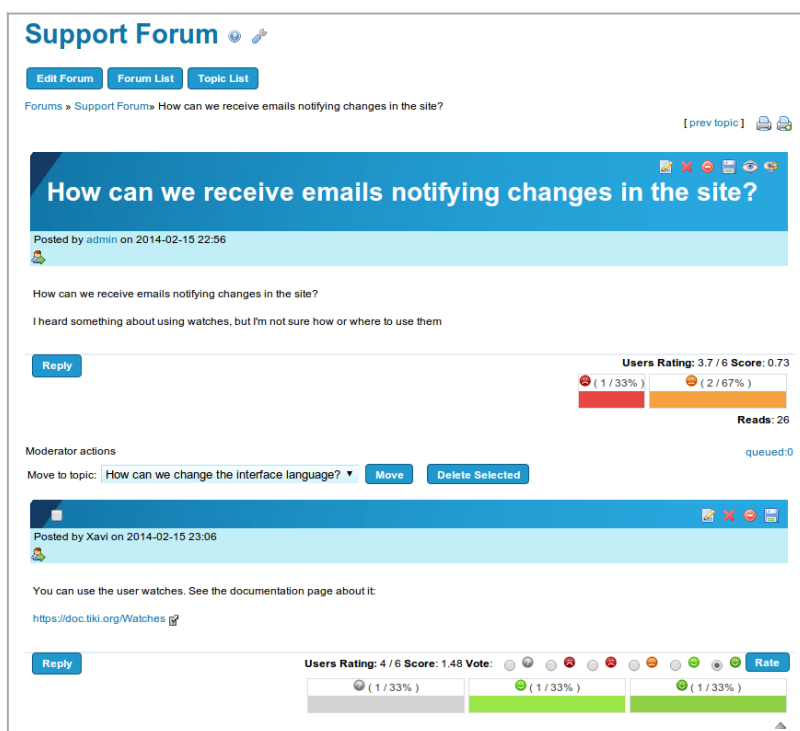 Support Forum
Edit Forum Forum List Topic List
Forums » Support Forum» How can we receive emails notifying changes in the site?
[ prev topic ]
How can we receive emails notifying changes in the site?
Posted by admin on 2014-02-15 22:56
How can we receive emails notifying changes in the site?
I heard something about using watches, but I'm not sure how or where to use them
Reply
Users Rating: 3.7 / 6 Score: 0.73
( 1 / 33% ) ( 2 / 67% )
Reads: 26
Moderator actions
queued:0
Move to topic: How can we change the interface language? Move Delete Selected
Posted by Xavi on 2014-02-15 23:06
You can use the user watches. See the documentation page about it:
https://doc.tiki.org/Watches
Reply Users Rating: 4 / 6 Score: 1.48 Vote: Rate
( 1 / 33% ) ( 1 / 33% ) ( 1 / 33% )